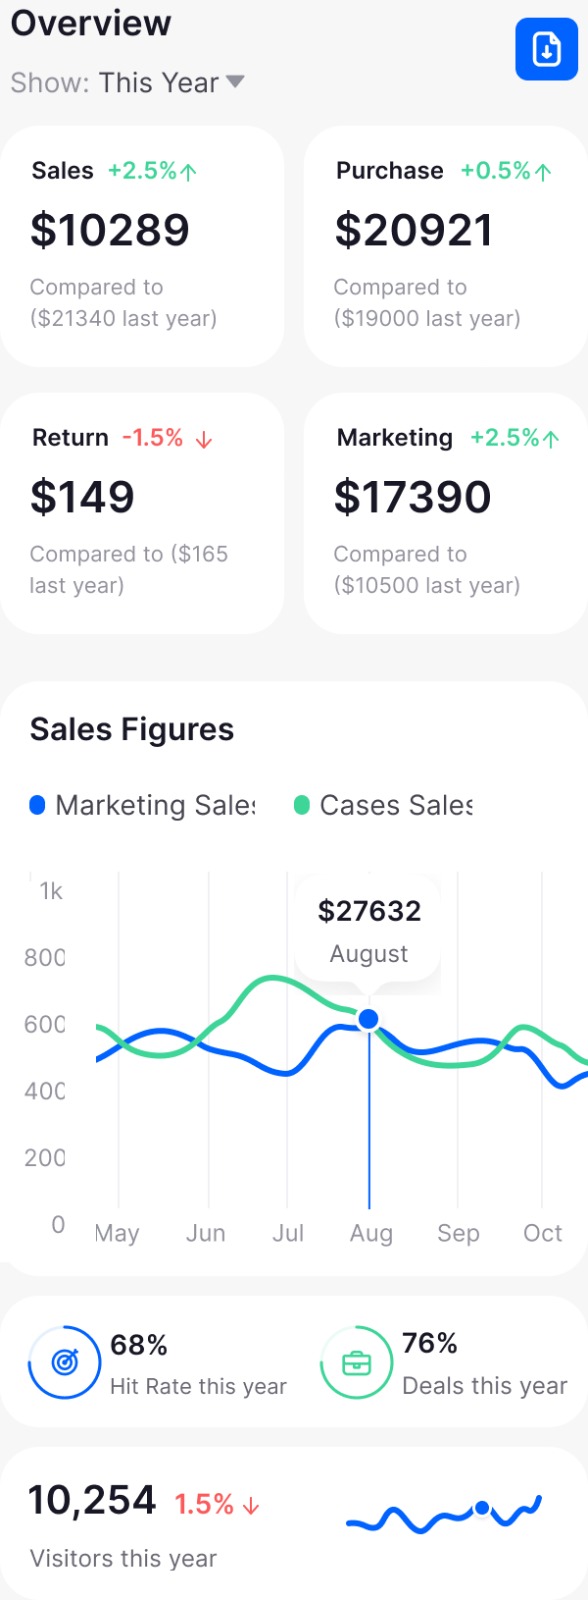 Overview
Show: This Year
Sales +2.5%↑
$10289
Compared to
($21340 last year)
Purchase +0.5%↑
$20921
Compared to
($19000 last year)
Return -1.5% ↓
$149
Compared to ($165
last year)
Marketing +2.5%↑
$17390
Compared to
($10500 last year)
Sales Figures
Marketing Sales
Cases Sales
$27632
August
1k
800
600
400
200
0
May Jun Jul Aug Sep Oct
68%
Hit Rate this year
76%
Deals this year
10,254 1.5% ↓
Visitors this year